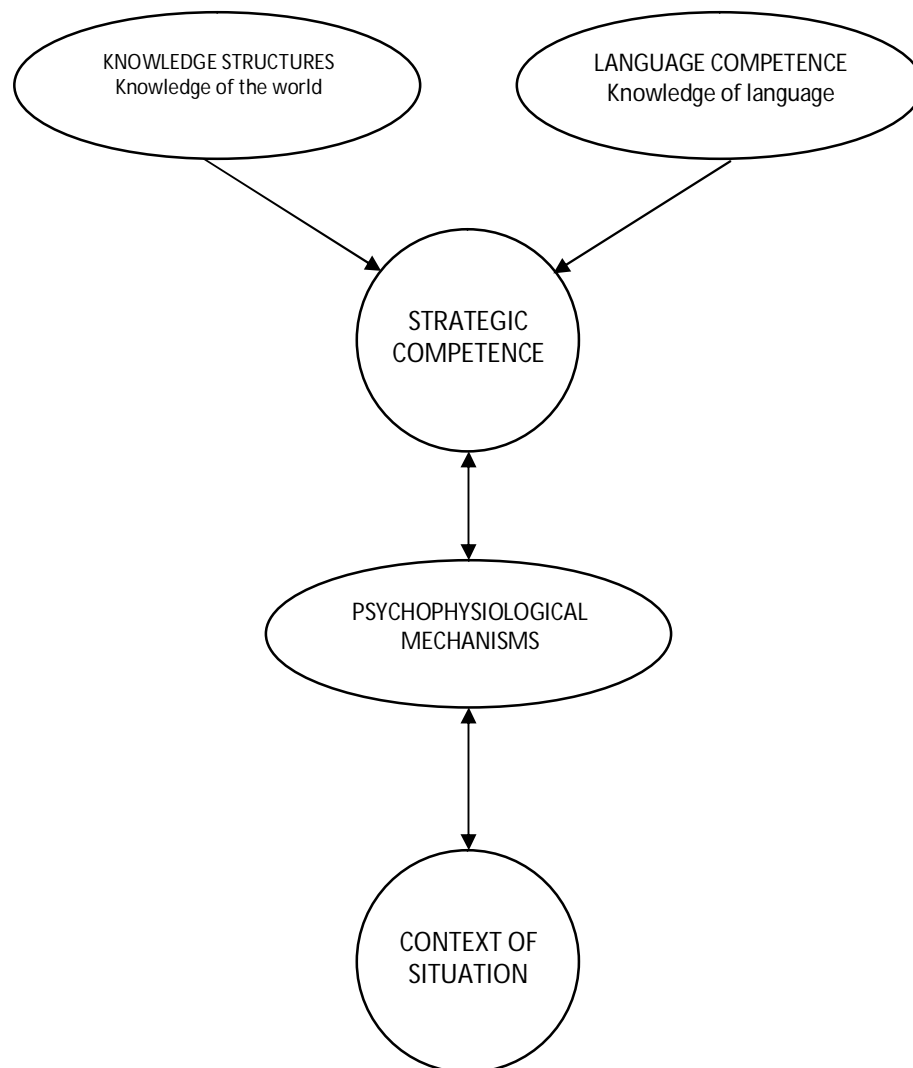 KNOWLEDGE STRUCTURES
Knowledge of the world
LANGUAGE COMPETENCE
Knowledge of language
STRATEGIC
COMPETENCE
PSYCHOPHYSIOLOGICAL
MECHANISMS
CONTEXT OF
SITUATION